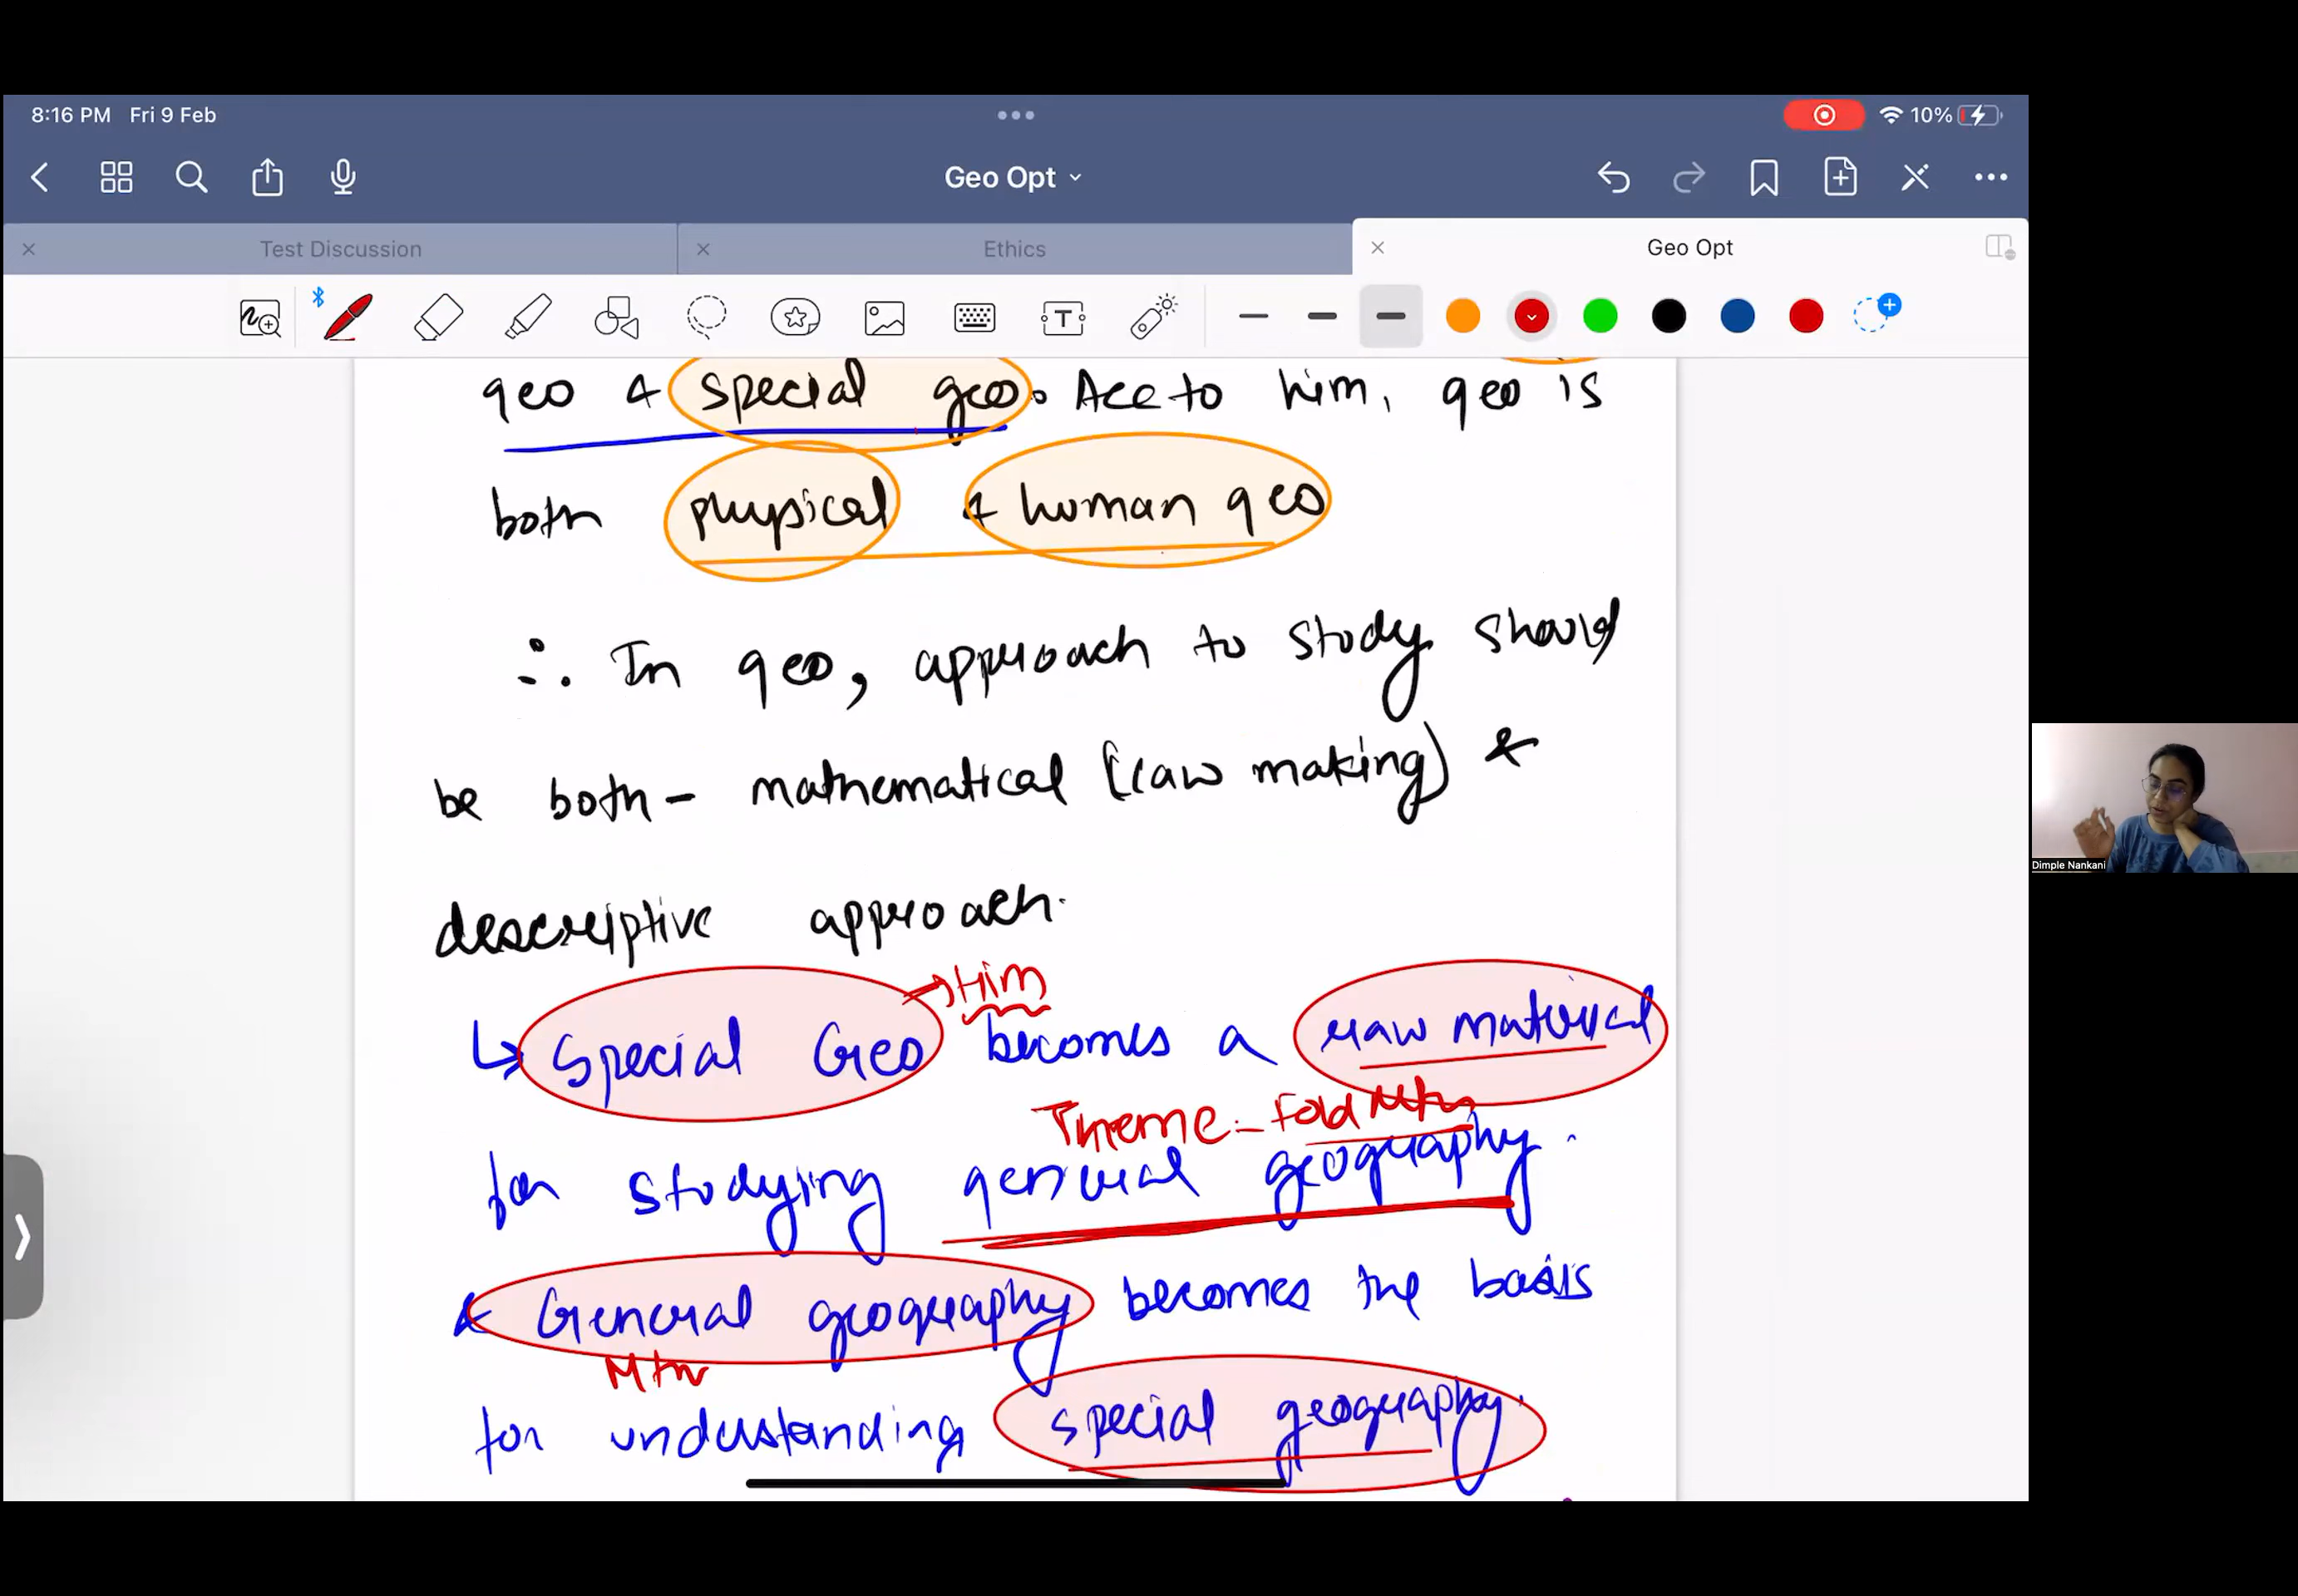 8:16 PM Fri 9 Feb
10%
Geo Opt
Test Discussion
Ethics
Geo Opt
T
geo & special geo. Acc to him, geo is
both physical & human geo
∴ In geo, approach to study should
be both - mathematical (law making) &
descriptive approach.
→ Him
↳ Special Geo becomes a raw material
Theme - Fold Mtn
for studying general geography.
& General geography becomes the basis
Mtn
for understanding special geography.
Dimple Nankani